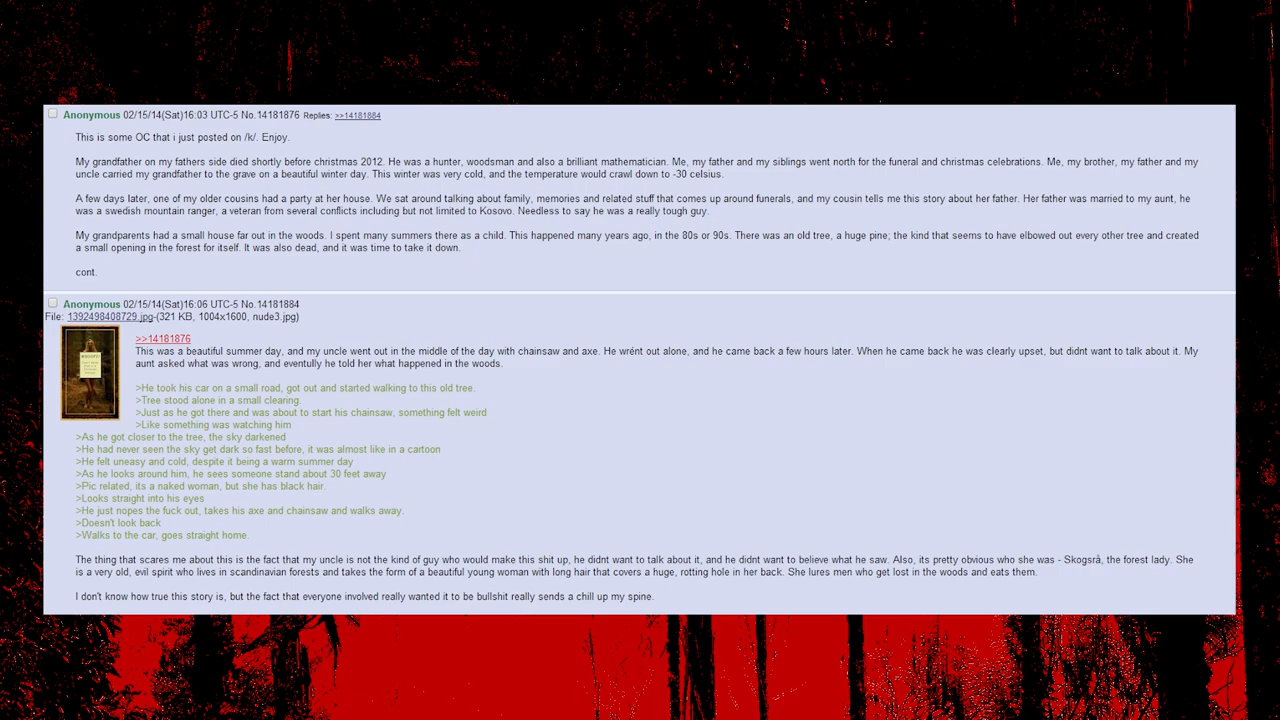 Anonymous 02/15/14(Sat)16:03 UTC-5 No.14181876 Replies: >>14181884
This is some OC that i just posted on /k/. Enjoy.
My grandfather on my fathers side died shortly before christmas 2012. He was a hunter, woodsman and also a brilliant mathematician. Me, my father and my siblings went north for the funeral and christmas celebrations. Me, my brother, my father and my
uncle carried my grandfather to the grave on a beautiful winter day. This winter was very cold, and the temperature would crawl down to -30 celsius.
A few days later, one of my older cousins had a party at her house. We sat around talking about family, memories and related stuff that comes up around funerals, and my cousin tells me this story about her father. Her father was married to my aunt, he
was a swedish mountain ranger, a veteran from several conflicts including but not limited to Kosovo. Needless to say he was a really tough guy.
My grandparents had a small house far out in the woods. I spent many summers there as a child. This happened many years ago, in the 80s or 90s. There was an old tree, a huge pine; the kind that seems to have elbowed out every other tree and created
a small opening in the forest for itself. It was also dead, and it was time to take it down.
cont.
Anonymous 02/15/14(Sat)16:06 UTC-5 No.14181884
File: 1392498408729.jpg-(321 KB, 1004x1600, nude3.jpg)
>>14181876
This was a beautiful summer day, and my uncle went out in the middle of the day with chainsaw and axe. He wrént out alone, and he came back a few hours later. When he came back he was clearly upset, but didnt want to talk about it. My
aunt asked what was wrong, and eventully he told her what happened in the woods.
>He took his car on a small road, got out and started walking to this old tree.
>Tree stood alone in a small clearing.
>Just as he got there and was about to start his chainsaw, something felt weird
>Like something was watching him
>As he got closer to the tree, the sky darkened
>He had never seen the sky get dark so fast before, it was almost like in a cartoon
>He felt uneasy and cold, despite it being a warm summer day
>As he looks around him, he sees someone stand about 30 feet away
>Pic related, its a naked woman, but she has black hair.
>Looks straight into his eyes
>He just nopes the fuck out, takes his axe and chainsaw and walks away.
>Doesn't look back
>Walks to the car, goes straight home.
The thing that scares me about this is the fact that my uncle is not the kind of guy who would make this shit up, he didnt want to talk about it, and he didnt want to believe what he saw. Also, its pretty obvious who she was - Skogsrå, the forest lady. She
is a very old, evil spirit who lives in scandinavian forests and takes the form of a beautiful young woman with long hair that covers a huge, rotting hole in her back. She lures men who get lost in the woods and eats them.
I don't know how true this story is, but the fact that everyone involved really wanted it to be bullshit really sends a chill up my spine.